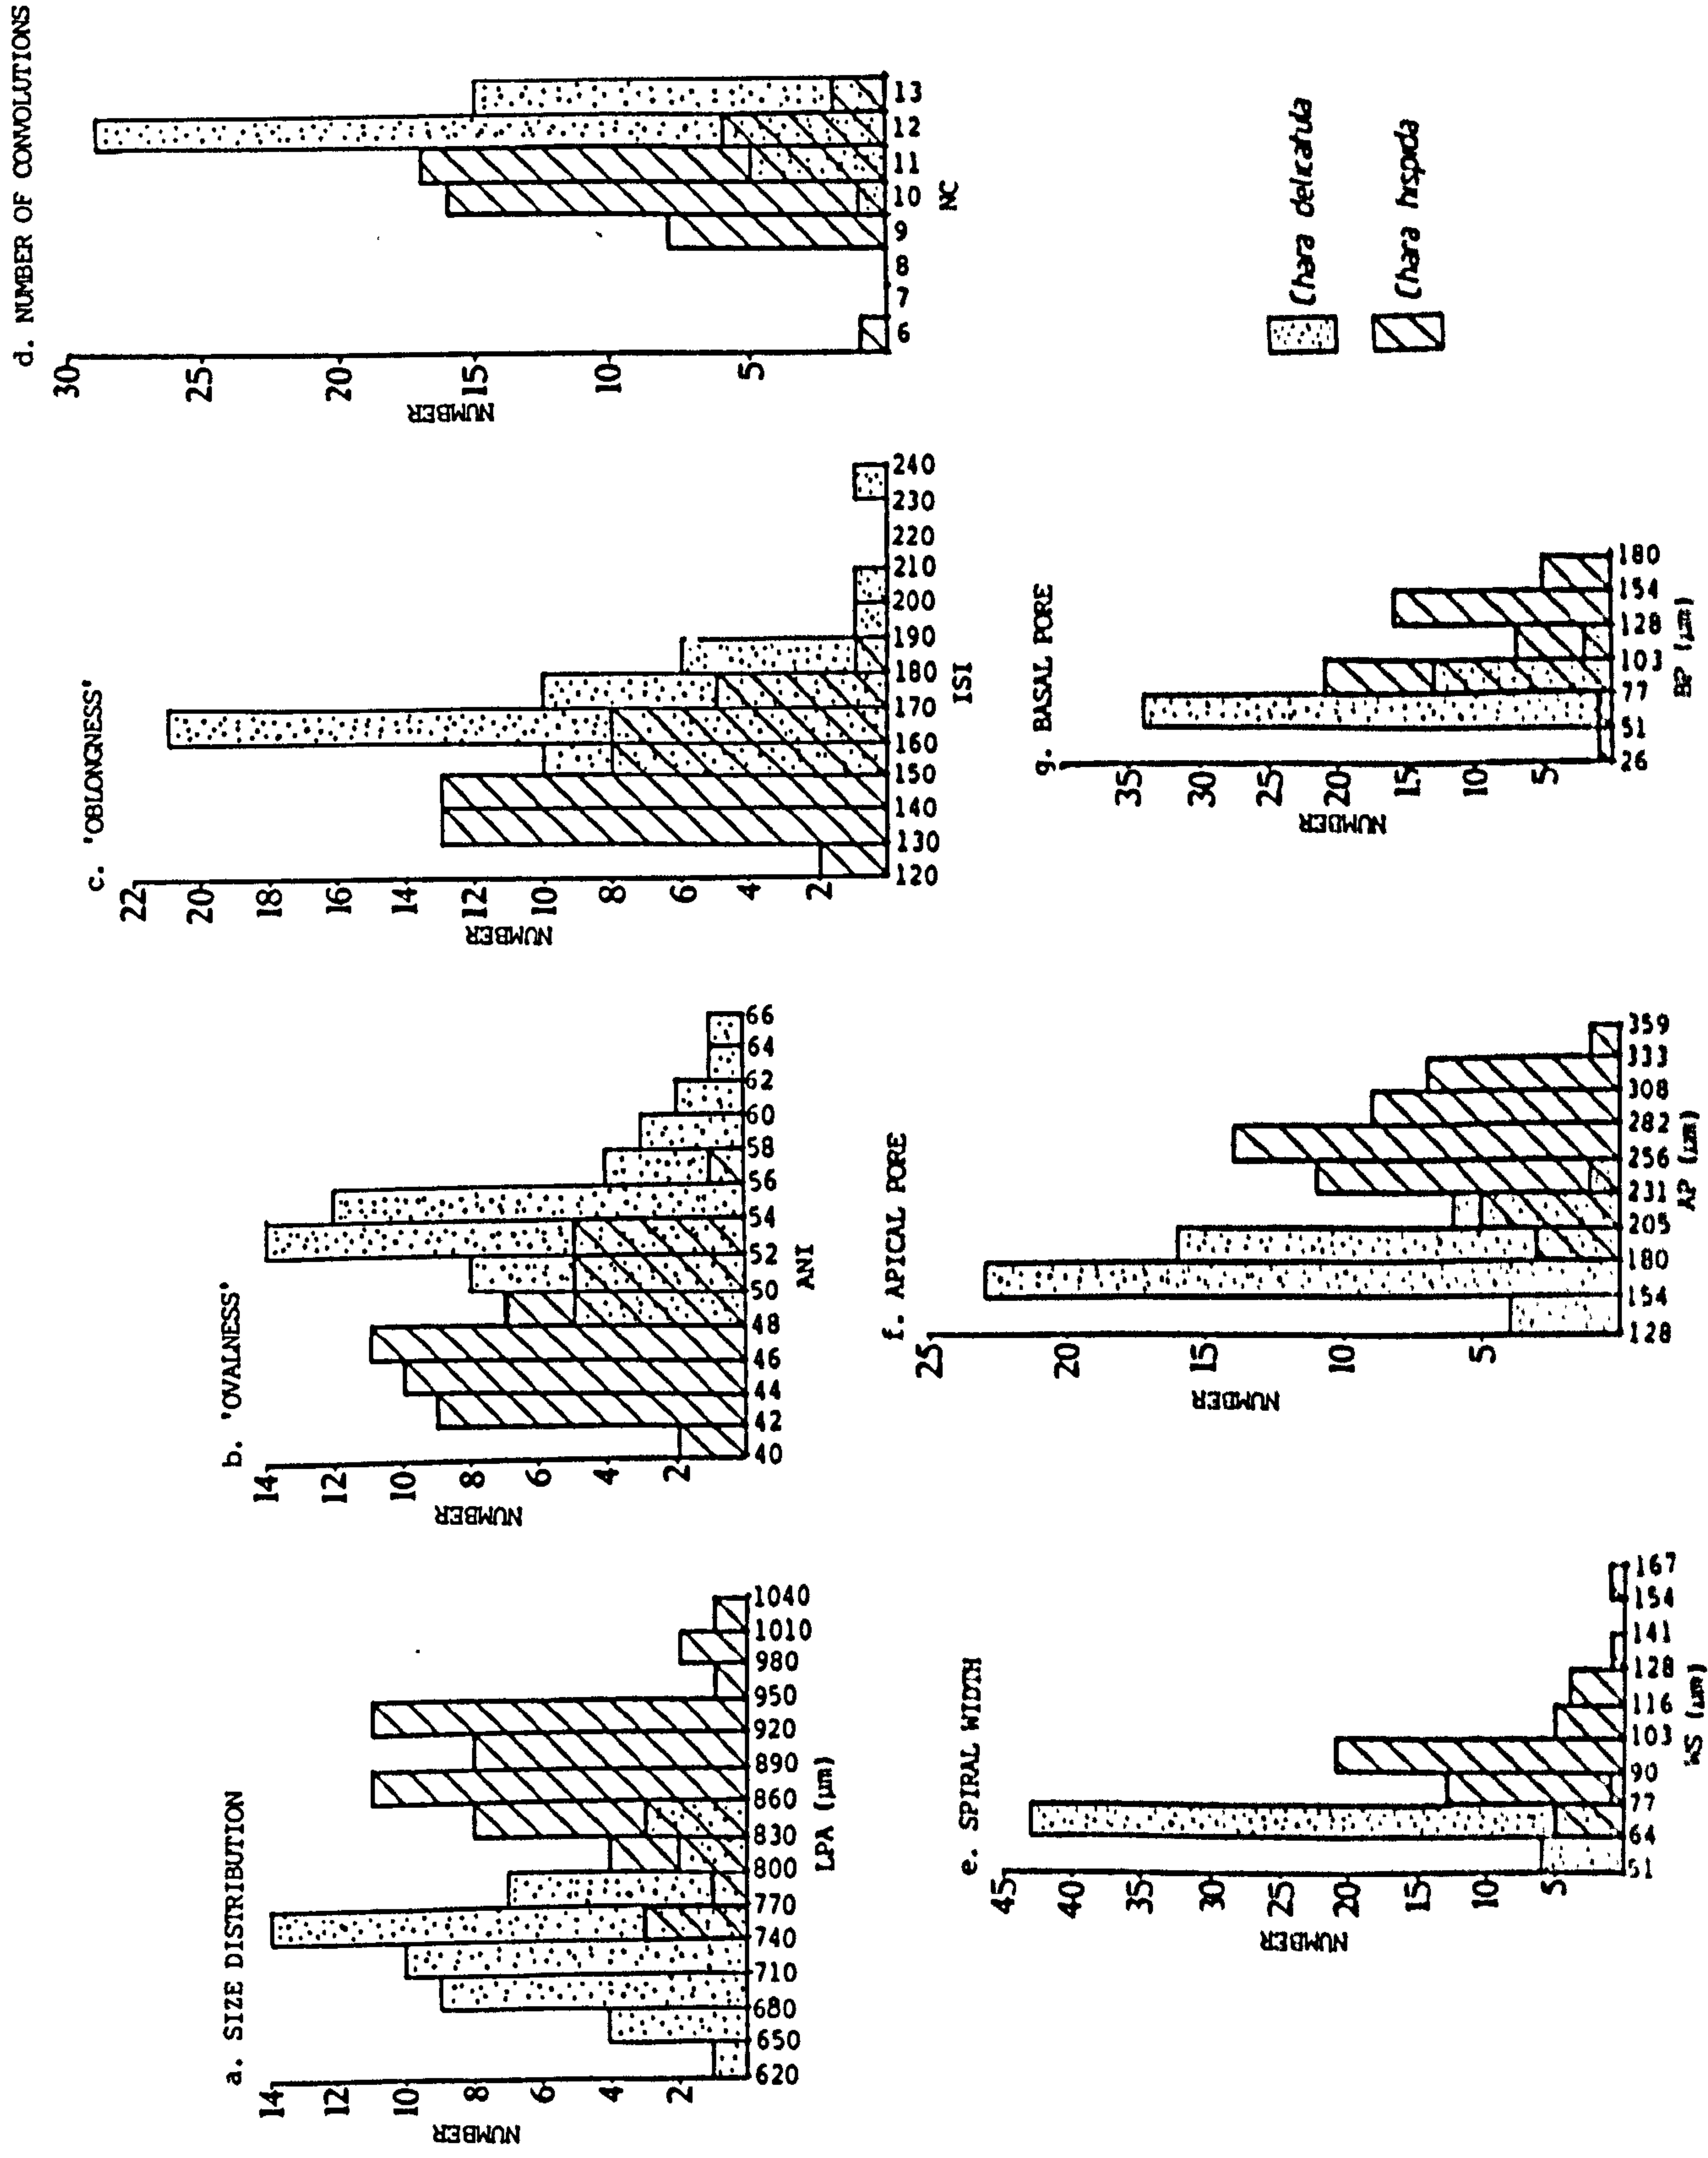 a. SIZE DISTRIBUTION
NUMBER
14 12 10 8 6 4 2
620 650 680 710 740 770 800 830 860 890 920 950 980 1010 1040
LPA (µm)
b. 'OVALNESS'
NUMBER
14 12 10 8 6 4 2
40 42 44 46 48 50 52 54 56 58 60 62 64 66
ANI
c. 'OBLONGNESS'
NUMBER
22 20 18 16 14 12 10 8 6 4 2
120 130 140 150 160 170 180 190 200 210 220 230 240
ISI
d. NUMBER OF CONVOLUTIONS
NUMBER
30 25 20 15 10 5
6 7 8 9 10 11 12 13
NC
e. SPIRAL WIDTH
NUMBER
45 40 35 30 25 20 15 10 5
51 64 77 90 103 116 128 141 154 167
WS (µm)
f. APICAL PORE
NUMBER
25 20 15 10 5
128 154 180 205 231 256 282 308 333 359
AP (µm)
g. BASAL PORE
NUMBER
35 30 25 20 15 10 5
26 51 77 103 128 154 180
BP (µm)
Chara delicatula
Chara hispida